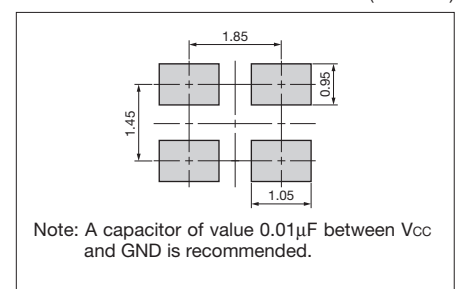 1.85
0.95
1.45
1.05
Note: A capacitor of value 0.01μF between Vcc
and GND is recommended.